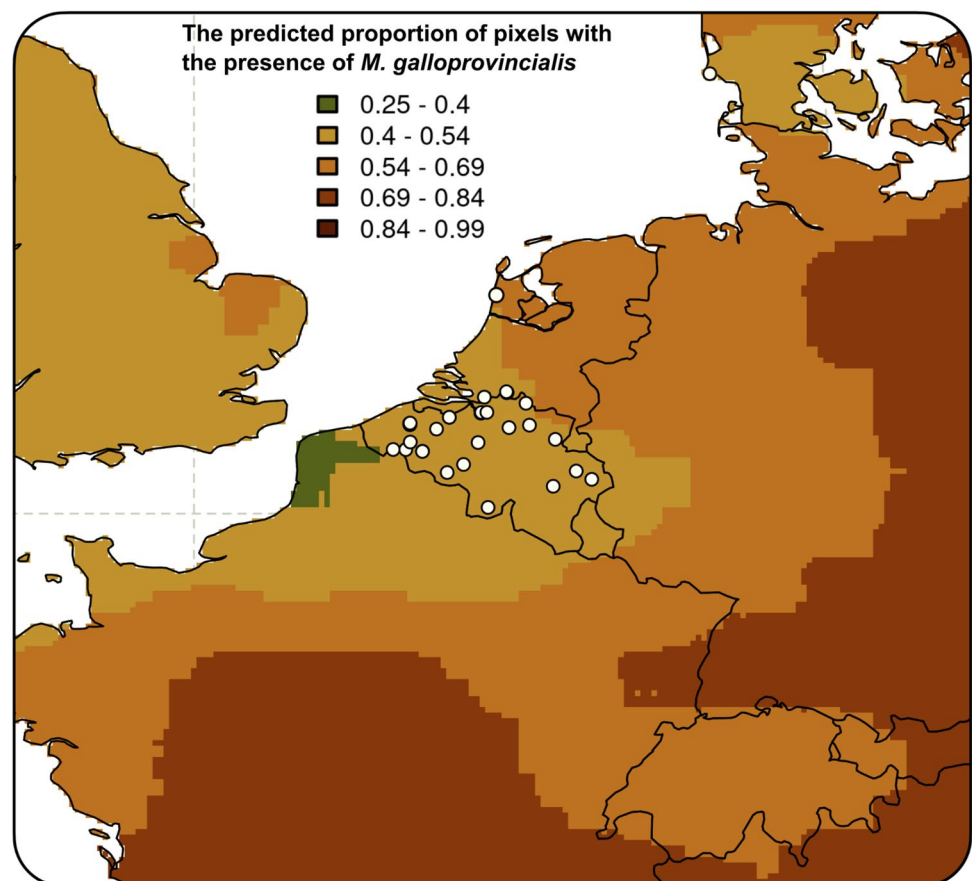 The predicted proportion of pixels with
the presence of M. galloprovincialis
0.25 - 0.4
0.4 - 0.54
0.54 - 0.69
0.69 - 0.84
0.84 - 0.99